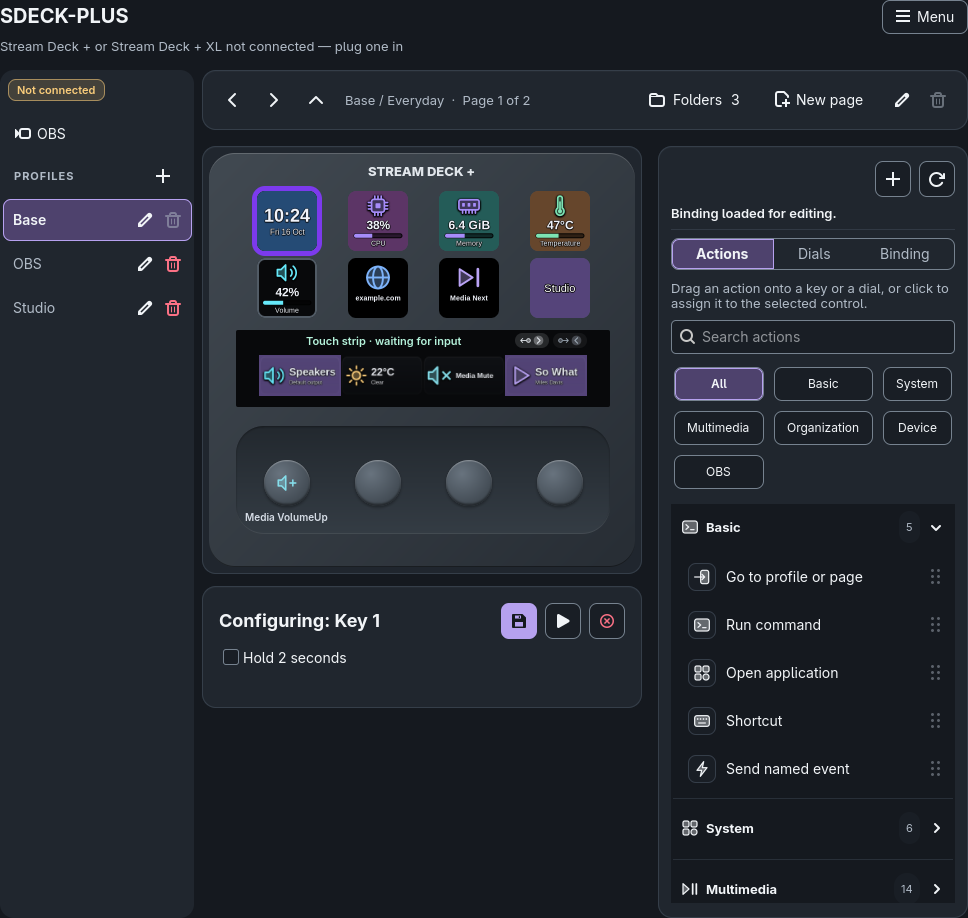 SDECK-PLUS
Menu
Stream Deck + or Stream Deck + XL not connected — plug one in
Not connected
OBS
PROFILES
Base
OBS
Studio
Base / Everyday · Page 1 of 2
Folders 3
New page
STREAM DECK +
10:24
Fri 16 Oct
38%
CPU
6.4 GiB
Memory
47°C
Temperature
42%
Volume
example.com
Media Next
Studio
Touch strip · waiting for input
Speakers
Default output
22°C
Clear
Media Mute
So What
Miles Davis
Media VolumeUp
Configuring: Key 1
Hold 2 seconds
Binding loaded for editing.
Actions
Dials
Binding
Drag an action onto a key or a dial, or click to
assign it to the selected control.
Search actions
All
Basic
System
Multimedia
Organization
Device
OBS
Basic
5
Go to profile or page
Run command
Open application
Shortcut
Send named event
System
6
Multimedia
14